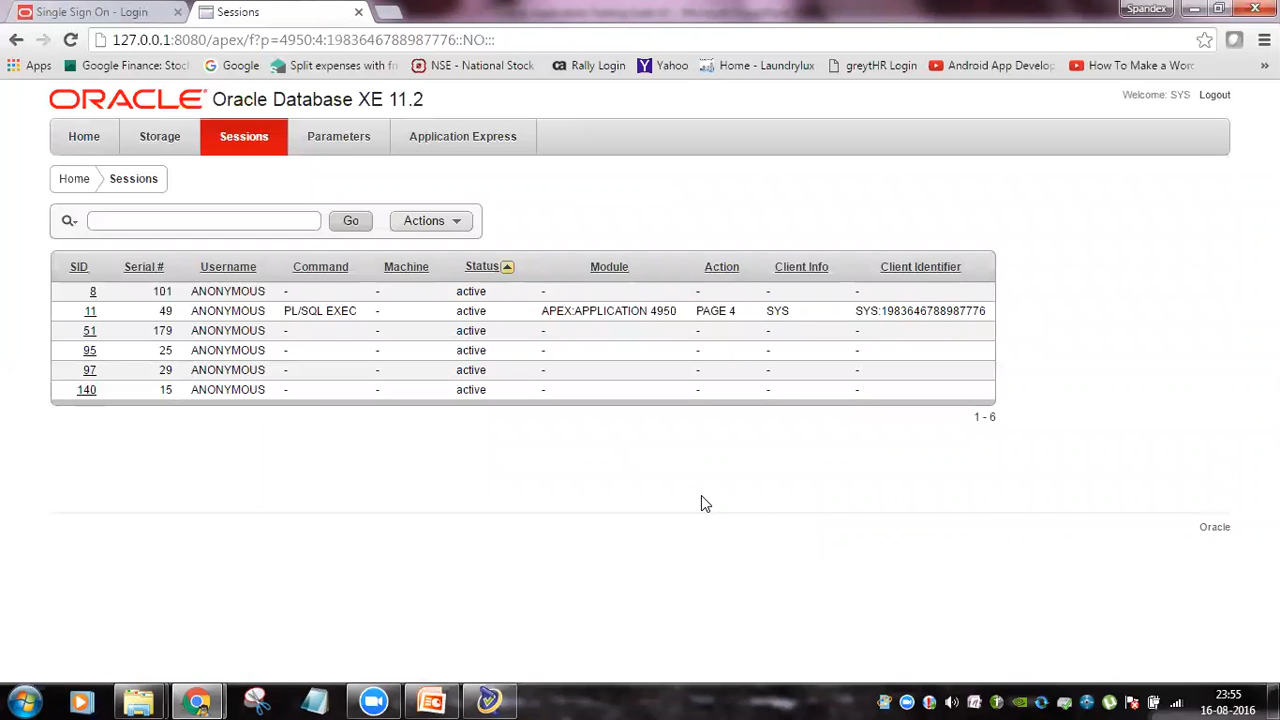 Single Sign On - Login
Sessions
Spandex
127.0.0.1:8080/apex/f?p=4950:4:1983646788987776::NO:::
Apps Google Finance: Stoc Google Split expenses with fr NSE - National Stock ca Rally Login Yahoo Home - Laundrylux greytHR Login Android App Develop How To Make a Worc »
ORACLE Oracle Database XE 11.2
Welcome: SYS Logout
Home Storage Sessions Parameters Application Express
Home Sessions
Go Actions
SID Serial # Username Command Machine Status Module Action Client Info Client Identifier
8 101 ANONYMOUS - - active - - - -
11 49 ANONYMOUS PL/SQL EXEC - active APEX:APPLICATION 4950 PAGE 4 SYS SYS:1983646788987776
51 179 ANONYMOUS - - active - - - -
95 25 ANONYMOUS - - active - - - -
97 29 ANONYMOUS - - active - - - -
140 15 ANONYMOUS - - active - - - -
1 - 6
Oracle
23:55
16-08-2016